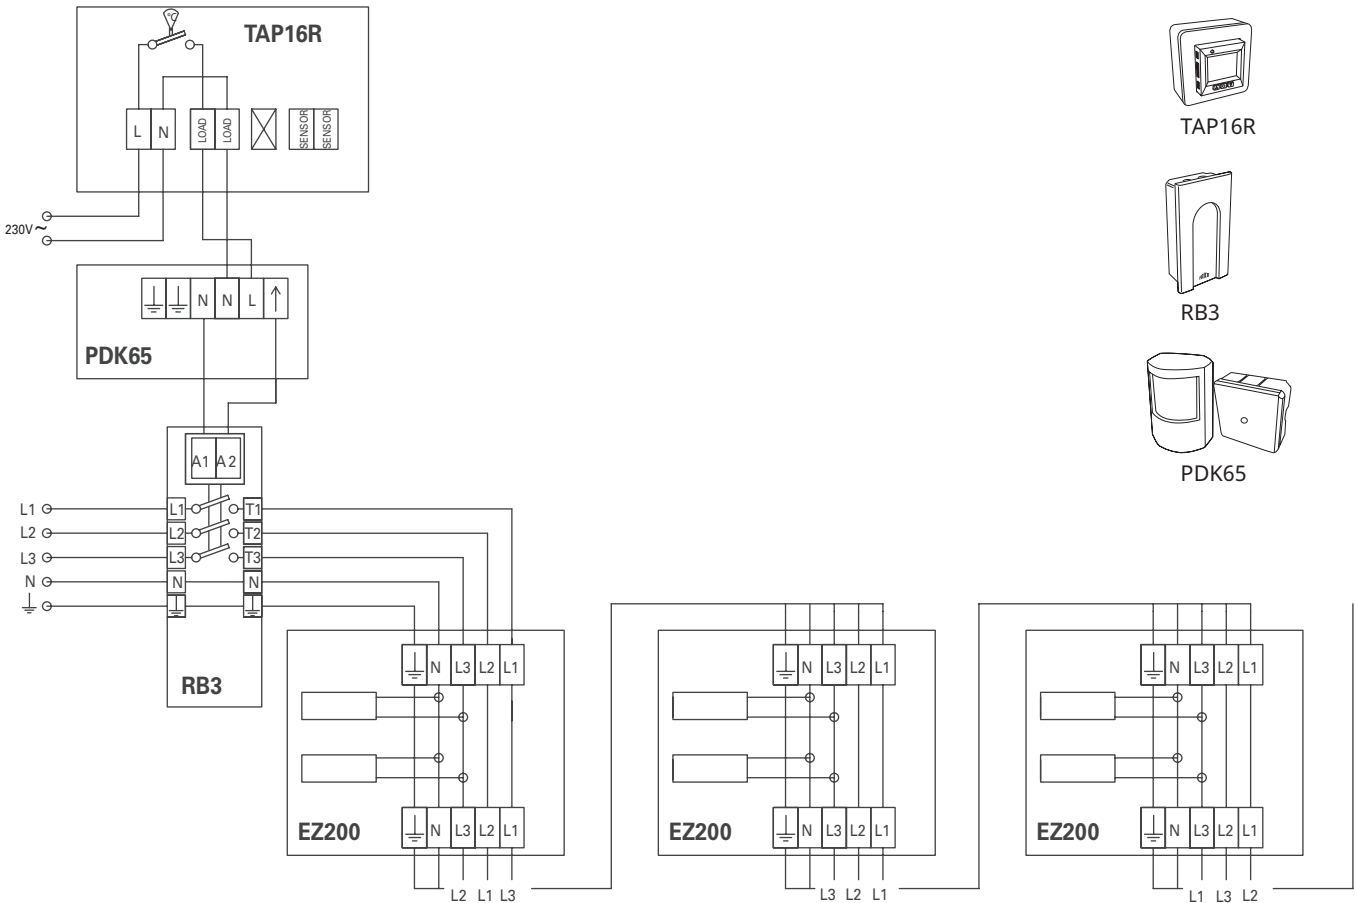 TAP16R
°C
L N LOAD LOAD SENSOR SENSOR
230V~
TAP16R
RB3
PDK65
N N L ↑
PDK65
A1 A2
L1 L1 T1
L2 L2 T2
L3 L3 T3
N N N
RB3
N L3 L2 L1
N L3 L2 L1
N L3 L2 L1
EZ200 N L3 L2 L1
EZ200 N L3 L2 L1
EZ200 N L3 L2 L1
L2 L1 L3
L3 L2 L1
L1 L3 L2